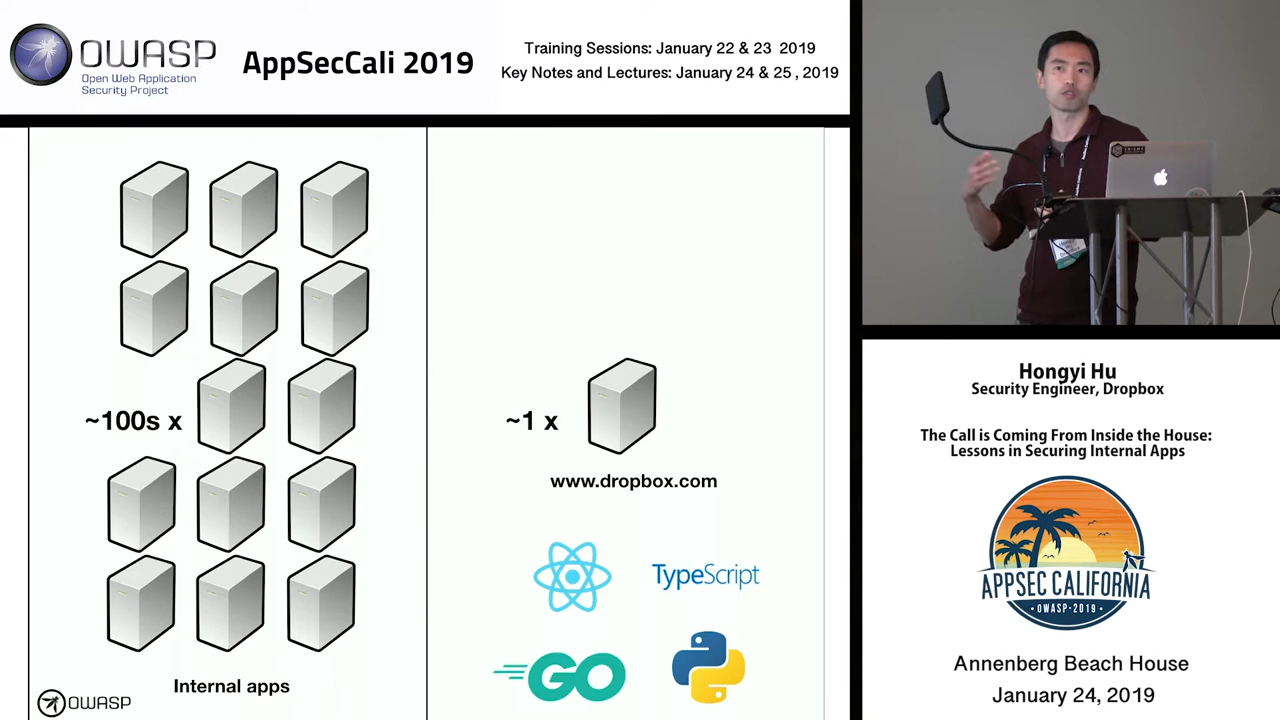 OWASP
Open Web Application
Security Project
AppSecCali 2019
Training Sessions: January 22 & 23 2019
Key Notes and Lectures: January 24 & 25 , 2019
~100s x
Internal apps
OWASP
~1 x
www.dropbox.com
TypeScript
GO
Hongyi Hu
Security Engineer, Dropbox
The Call is Coming From Inside the House:
Lessons in Securing Internal Apps
APPSEC CALIFORNIA
OWASP-2019
Annenberg Beach House
January 24, 2019